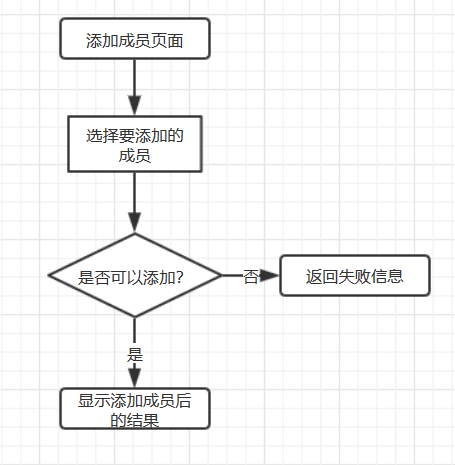 添加成员页面
选择要添加的
成员
是否可以添加?
否
返回失败信息
是
显示添加成员后
的结果